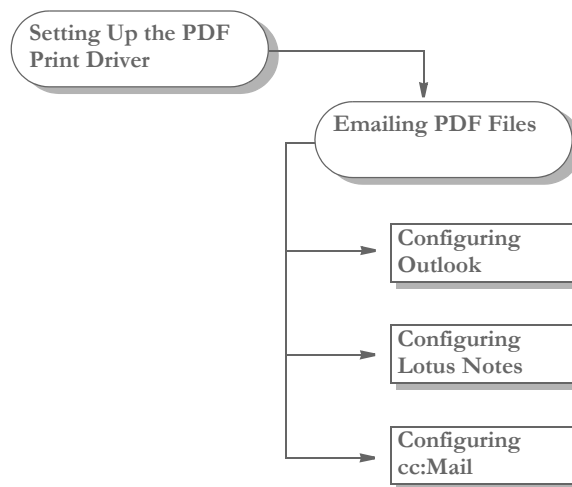 Setting Up the PDF
Print Driver
Emailing PDF Files
Configuring
Outlook
Configuring
Lotus Notes
Configuring
cc:Mail